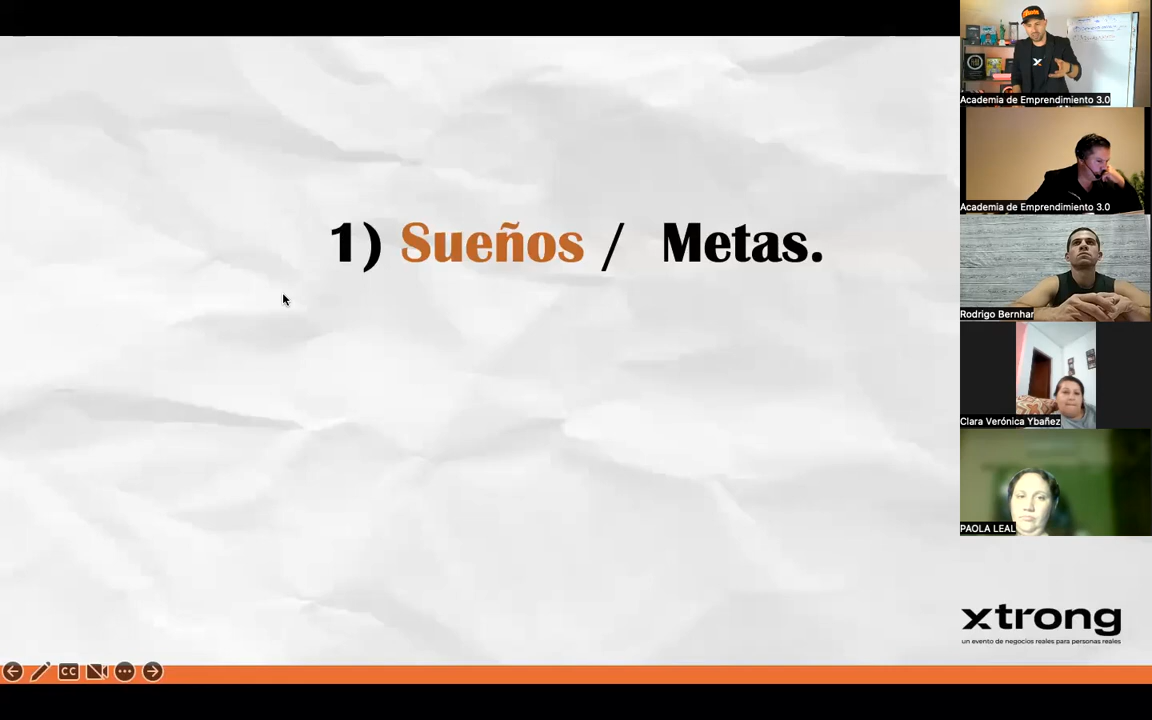 1) Sueños / Metas.
Academia de Emprendimiento 3.0
Academia de Emprendimiento 3.0
Rodrigo Bernhar
Clara Verónica Ybañez
PAOLA LEAL
xtrong
un evento de negocios reales para personas reales
CC